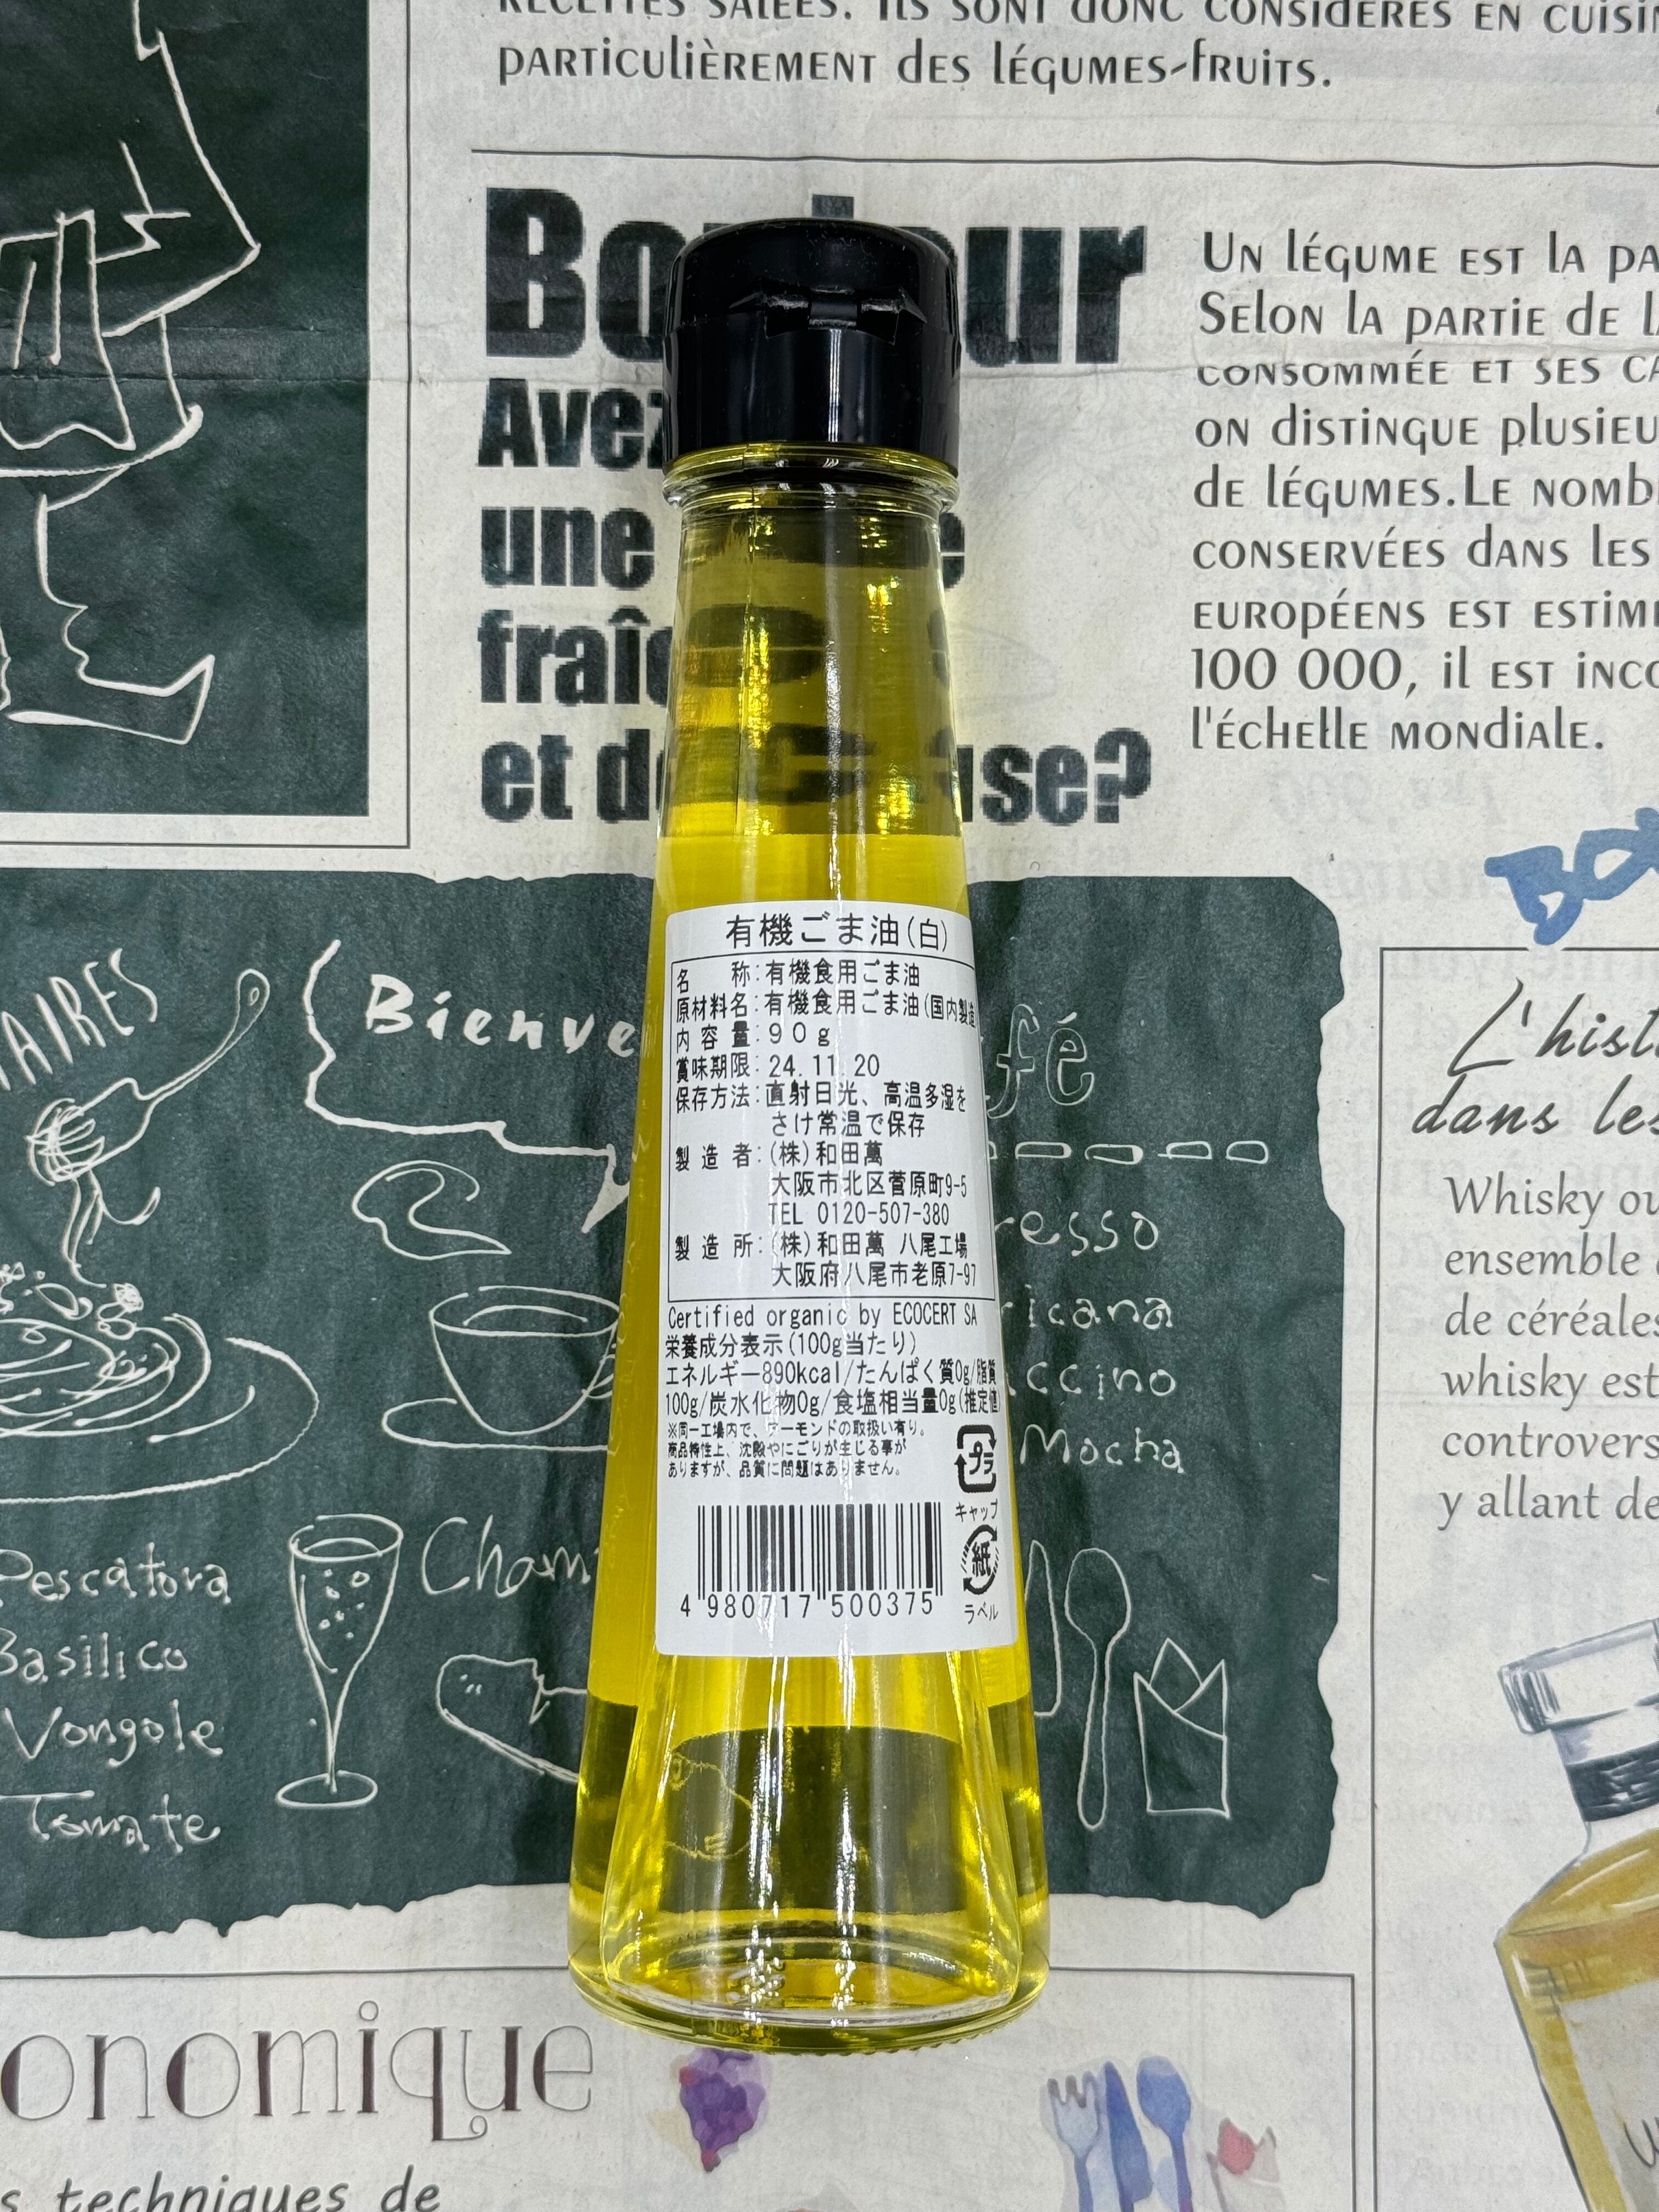 RECETTES SALÉES. ILS SONT DONC CONSIDÉRÉS EN
PARTICULIÈREMENT DES LÉGUMES-FRUITS.
UN LÉGUME EST LA
SELON LA PARTIE DE
CONSOMMÉE ET SES
ON DISTINGUE
DE LÉGUMES. LE
CONSERVÉES DANS LES
EUROPÉENS EST
100 000, IL EST
L'ÉCHELLE MONDIALE.
une
et
有機ごま油(白)
名 称:有機食用ごま油
原材料名:有機食用ごま油(国内製造
内容量:90g
賞味期限:24.11.20
保存方法:直射日光、高温多湿を
さけ常温で保存
製造者:(株)和田萬
大阪市北区菅原町9-5
TEL 0120-507-380
製造所:(株)和田萬 八尾工場
大阪府八尾市老原7-97
Certified organic by ECOCERT SA
栄養成分表示(100g当たり)
エネルギー890kcal/たんぱく質0g/脂質
100g/炭水化物0g/食塩相当量0g(推定値)
※同一工場内で、アーモンドの取扱い有り。
商品特性上、沈殿やにごりが生じる事が
ありますが、品質に問題はありません。
プラ
キャップ
紙
ラベル
4 980717 500375
Mocha
Pescatora
Basilico
Vongole
Tomate
L'hist
dans les
Whisky ou
ensemble
de céréales
whisky est
controvers
y allant de
techniques de